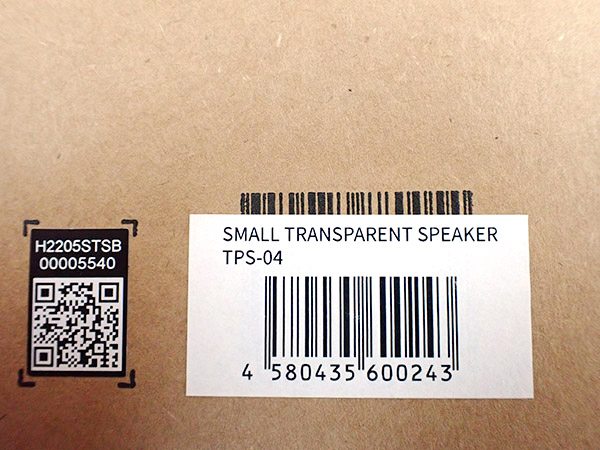 H2205STSB
00005540
SMALL TRANSPARENT SPEAKER
TPS-04
4 580435 600243